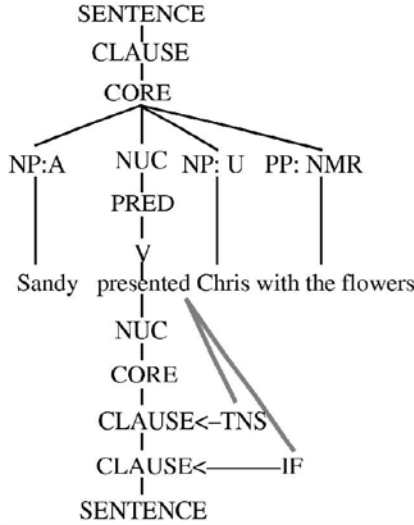 SENTENCE
CLAUSE
CORE
NP:A NUC NP: U PP: NMR
PRED
V
Sandy presented Chris with the flowers
NUC
CORE
CLAUSE<–TNS
CLAUSE<———IF
SENTENCE